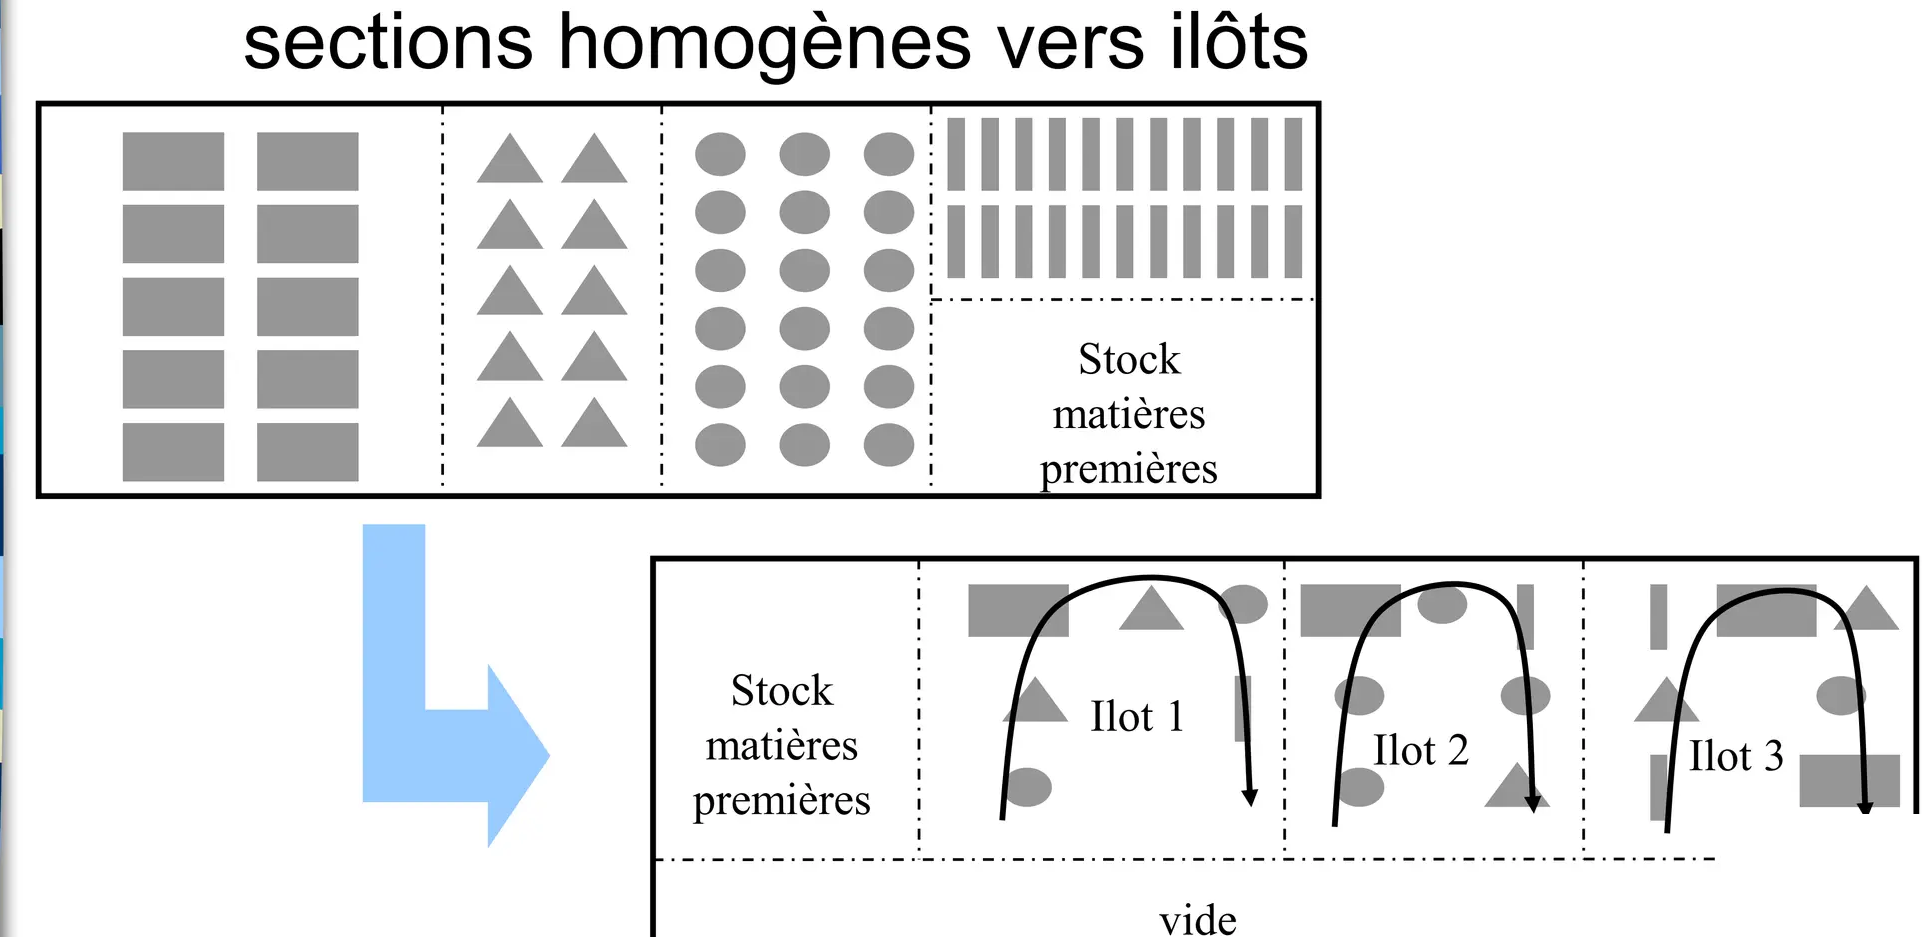 sections homogènes vers ilôts
Stock
matières
premières
Stock
matières
premières
Ilot 1
Ilot 2
Ilot 3
vide